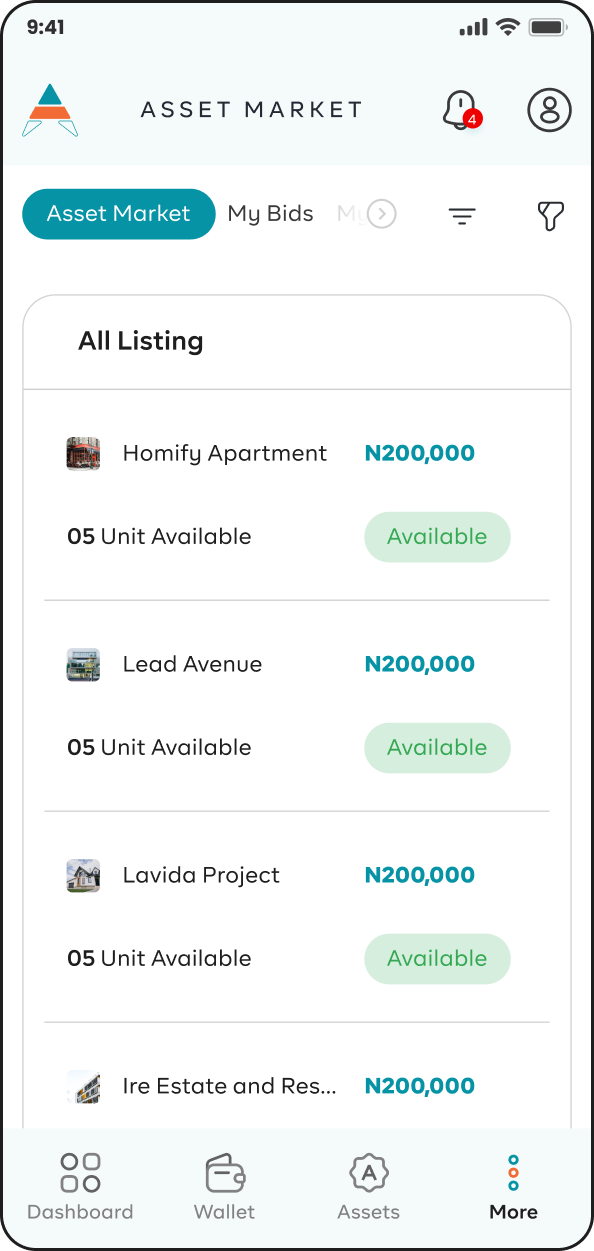 9:41
ASSET MARKET
4
Asset Market My Bids My
All Listing
Homify Apartment N200,000
05 Unit Available Available
Lead Avenue N200,000
05 Unit Available Available
Lavida Project N200,000
05 Unit Available Available
Ire Estate and Res... N200,000
A
Dashboard Wallet Assets More